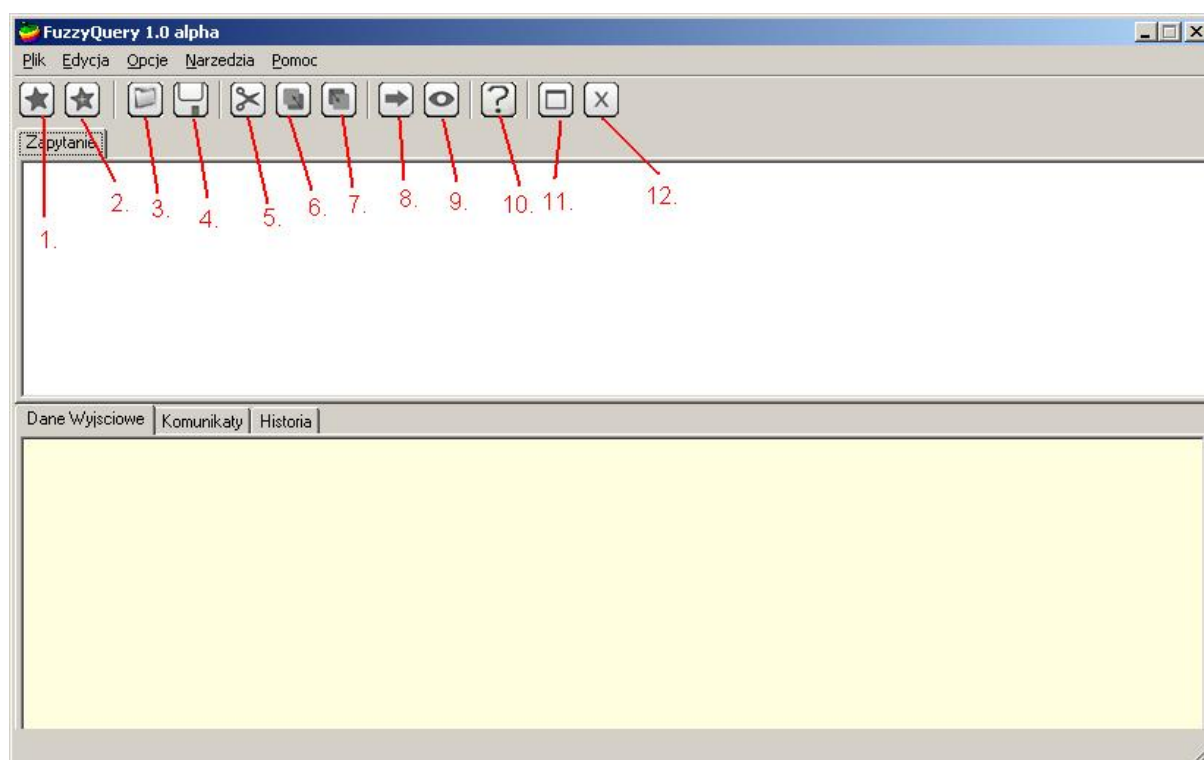 FuzzyQuery 1.0 alpha
Plik Edycja Opcje Narzedzia Pomoc
Zapytanie
1. 2. 3. 4. 5. 6. 7. 8. 9. 10. 11. 12.
Dane Wyjsciowe Komunikaty Historia